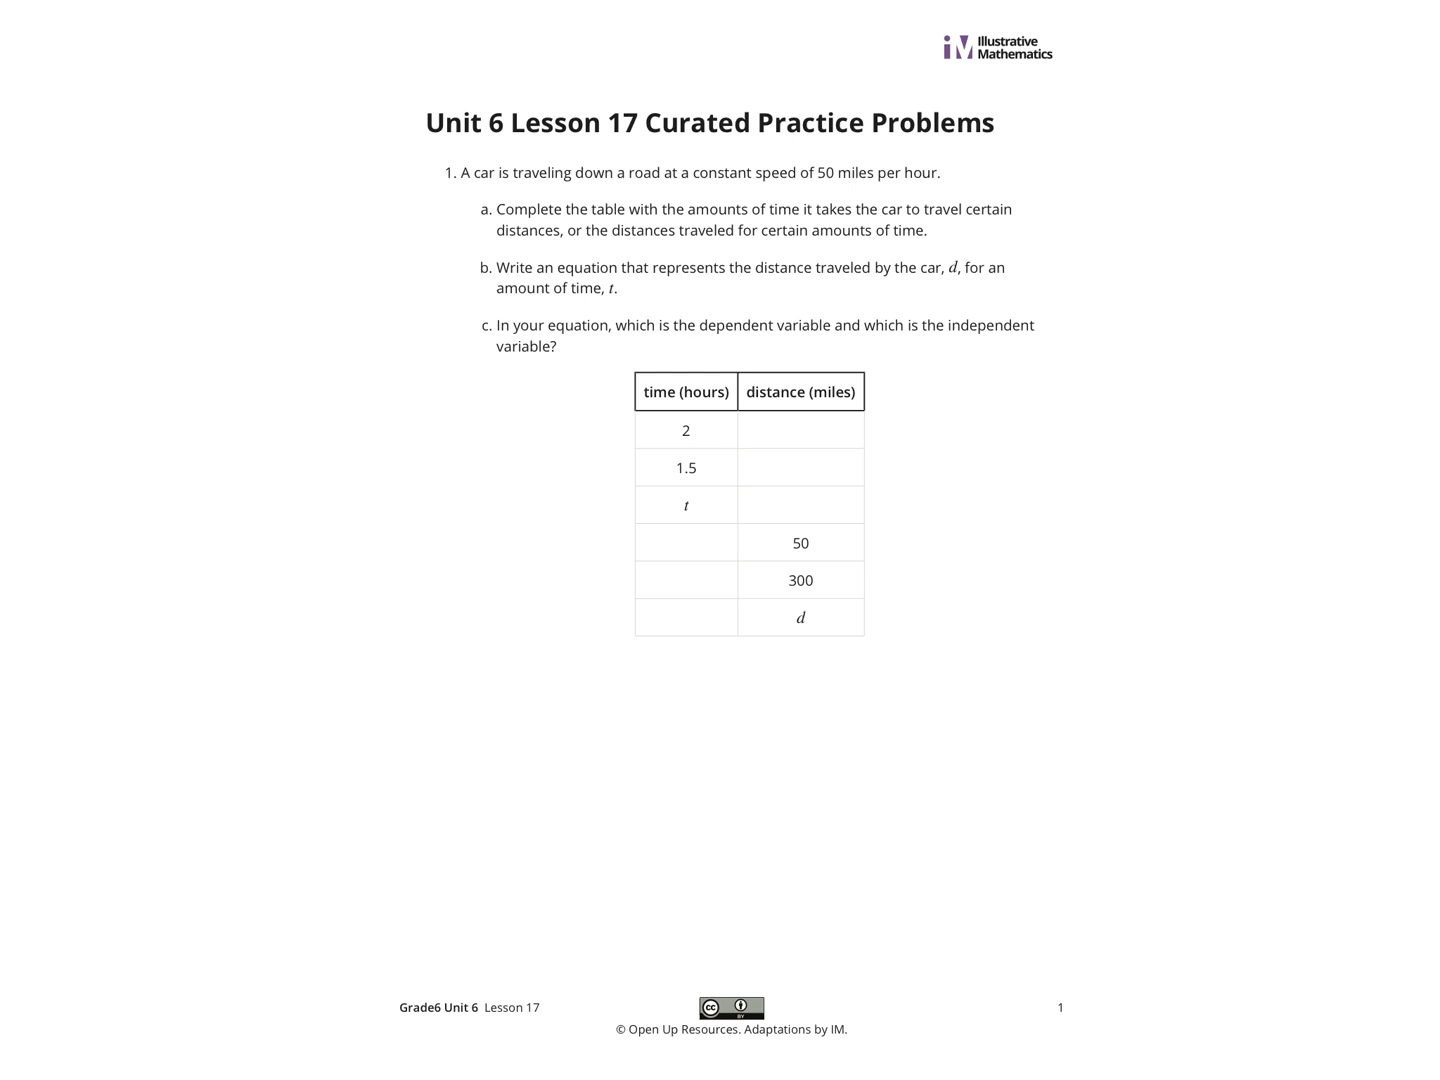 Illustrative
Mathematics
Unit 6 Lesson 17 Curated Practice Problems
1. A car is traveling down a road at a constant speed of 50 miles per hour.
a. Complete the table with the amounts of time it takes the car to travel certain
distances, or the distances traveled for certain amounts of time.
b. Write an equation that represents the distance traveled by the car, d, for an
amount of time, t.
c. In your equation, which is the dependent variable and which is the independent
variable?
time (hours) distance (miles)
2
1.5
t
50
300
d
Grade6 Unit 6 Lesson 17
cc
BY
1
© Open Up Resources. Adaptations by IM.